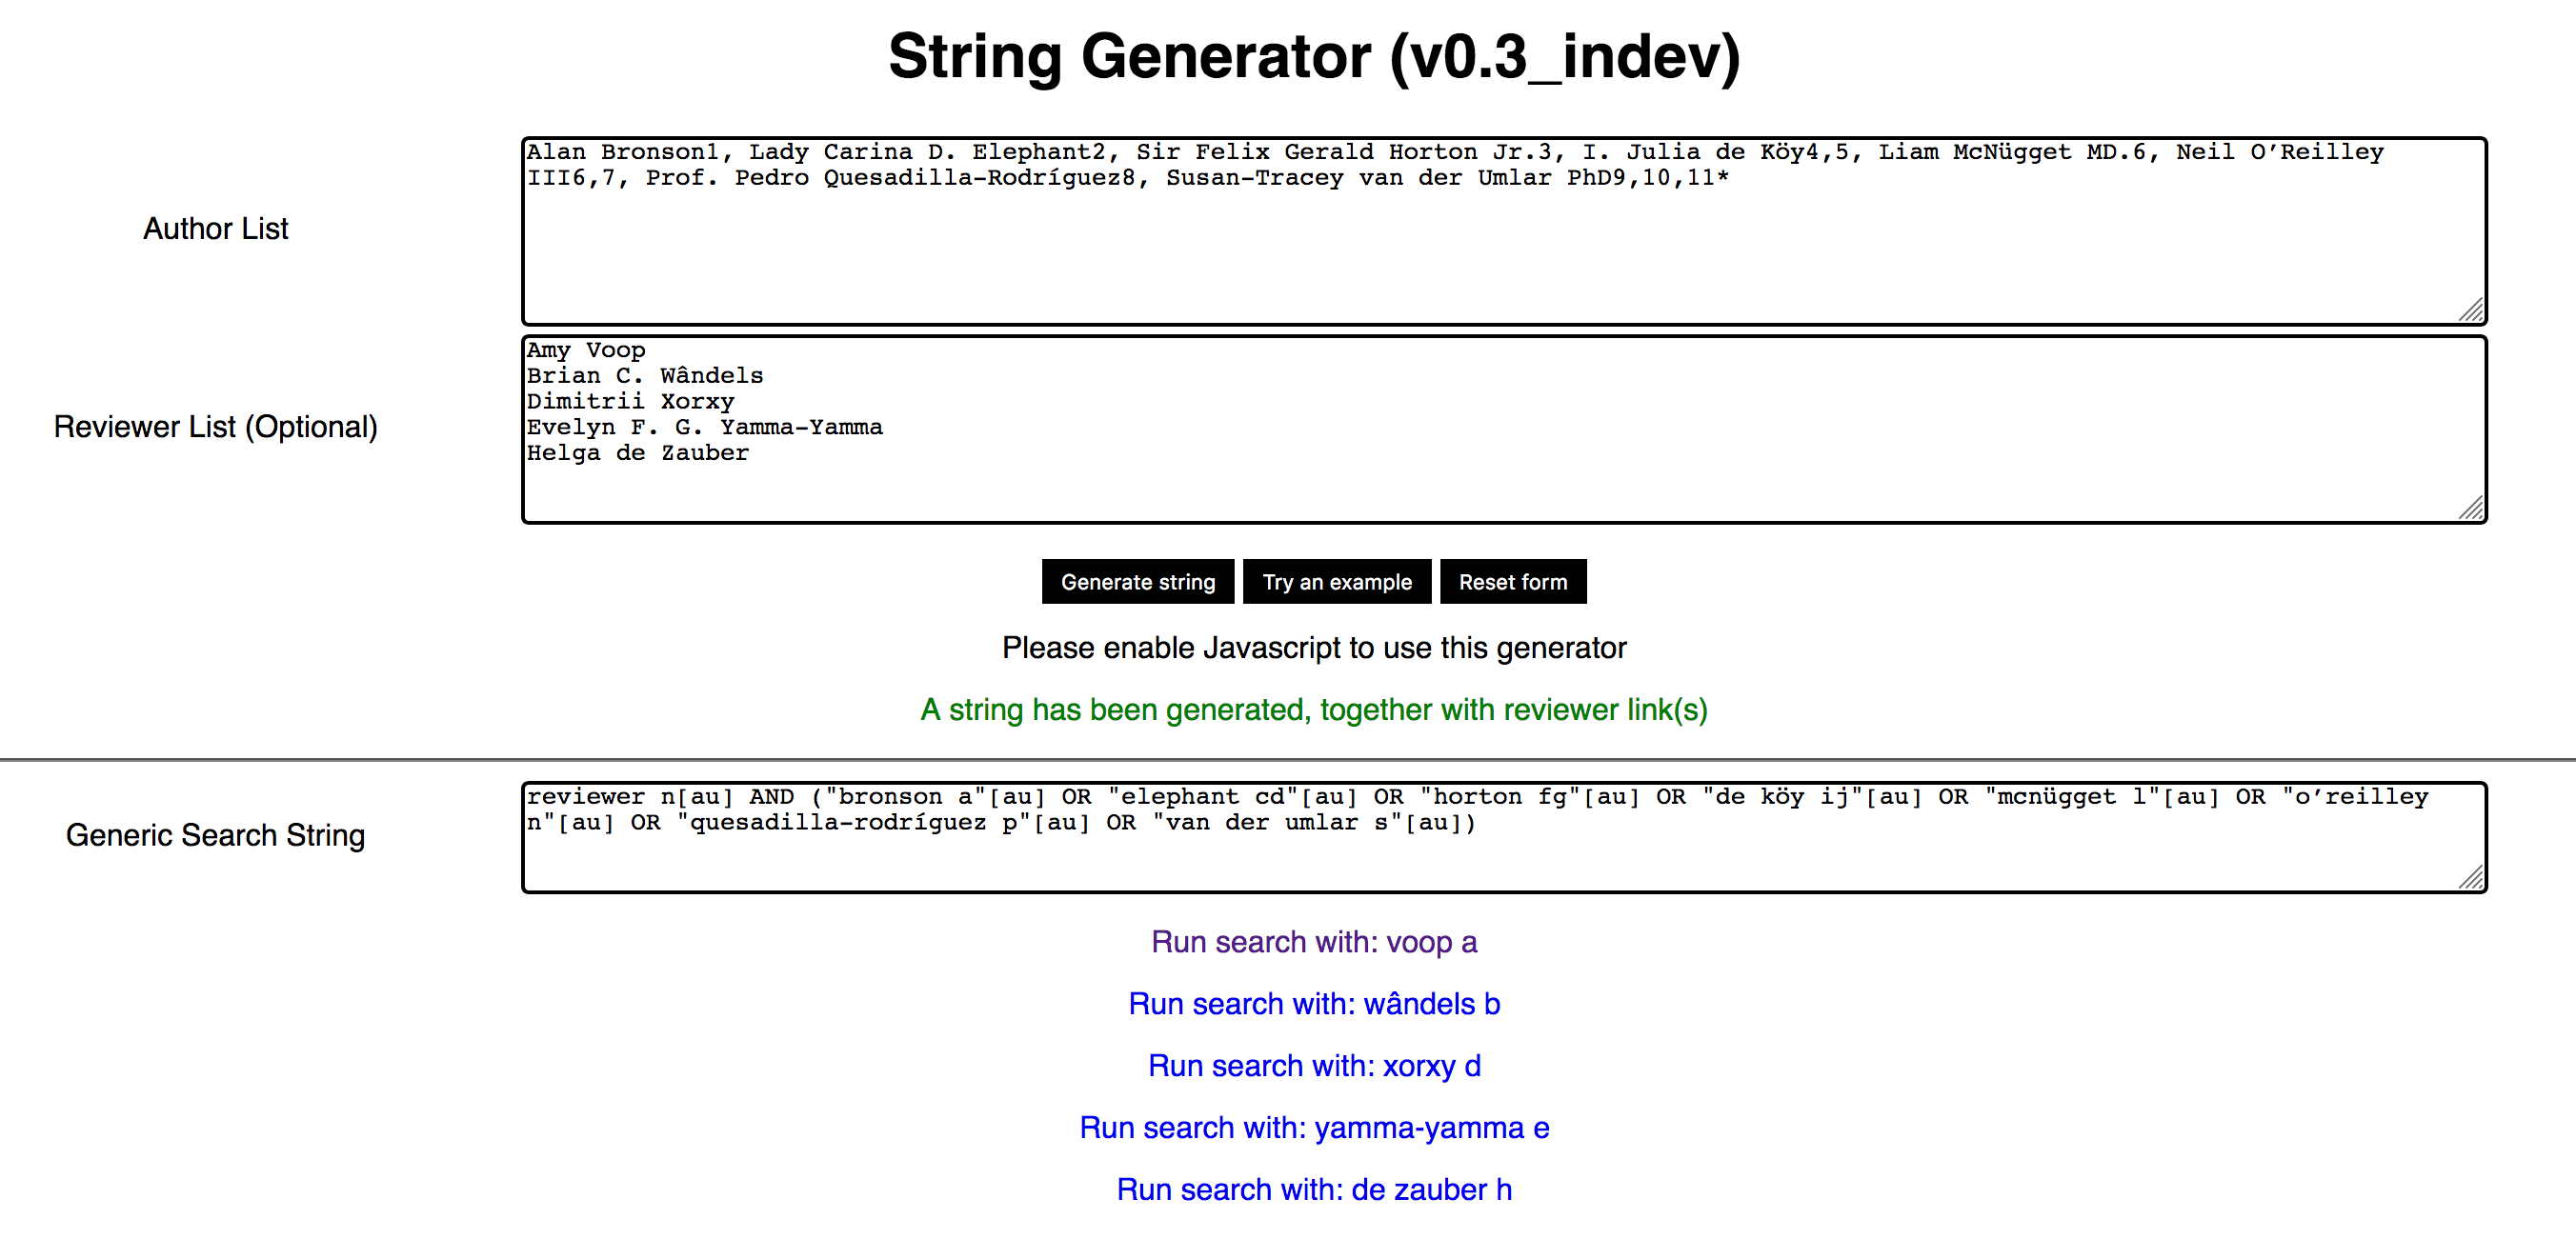 String Generator (v0.3_indev)
Author List
Alan Bronson1, Lady Carina D. Elephant2, Sir Felix Gerald Horton Jr.3, I. Julia de Köy4,5, Liam McNügget MD.6, Neil O’Reilley
III6,7, Prof. Pedro Quesadilla-Rodríguez8, Susan-Tracey van der Umlar PhD9,10,11*
Reviewer List (Optional)
Amy Voop
Brian C. Wândels
Dimitrii Xorxy
Evelyn F. G. Yamma-Yamma
Helga de Zauber
Generate string Try an example Reset form
Please enable Javascript to use this generator
A string has been generated, together with reviewer link(s)
Generic Search String
reviewer n[au] AND ("bronson a"[au] OR "elephant cd"[au] OR "horton fg"[au] OR "de köy ij"[au] OR "mcnügget l"[au] OR "o’reilley
n"[au] OR "quesadilla-rodríguez p"[au] OR "van der umlar s"[au])
Run search with: voop a
Run search with: wândels b
Run search with: xorxy d
Run search with: yamma-yamma e
Run search with: de zauber h